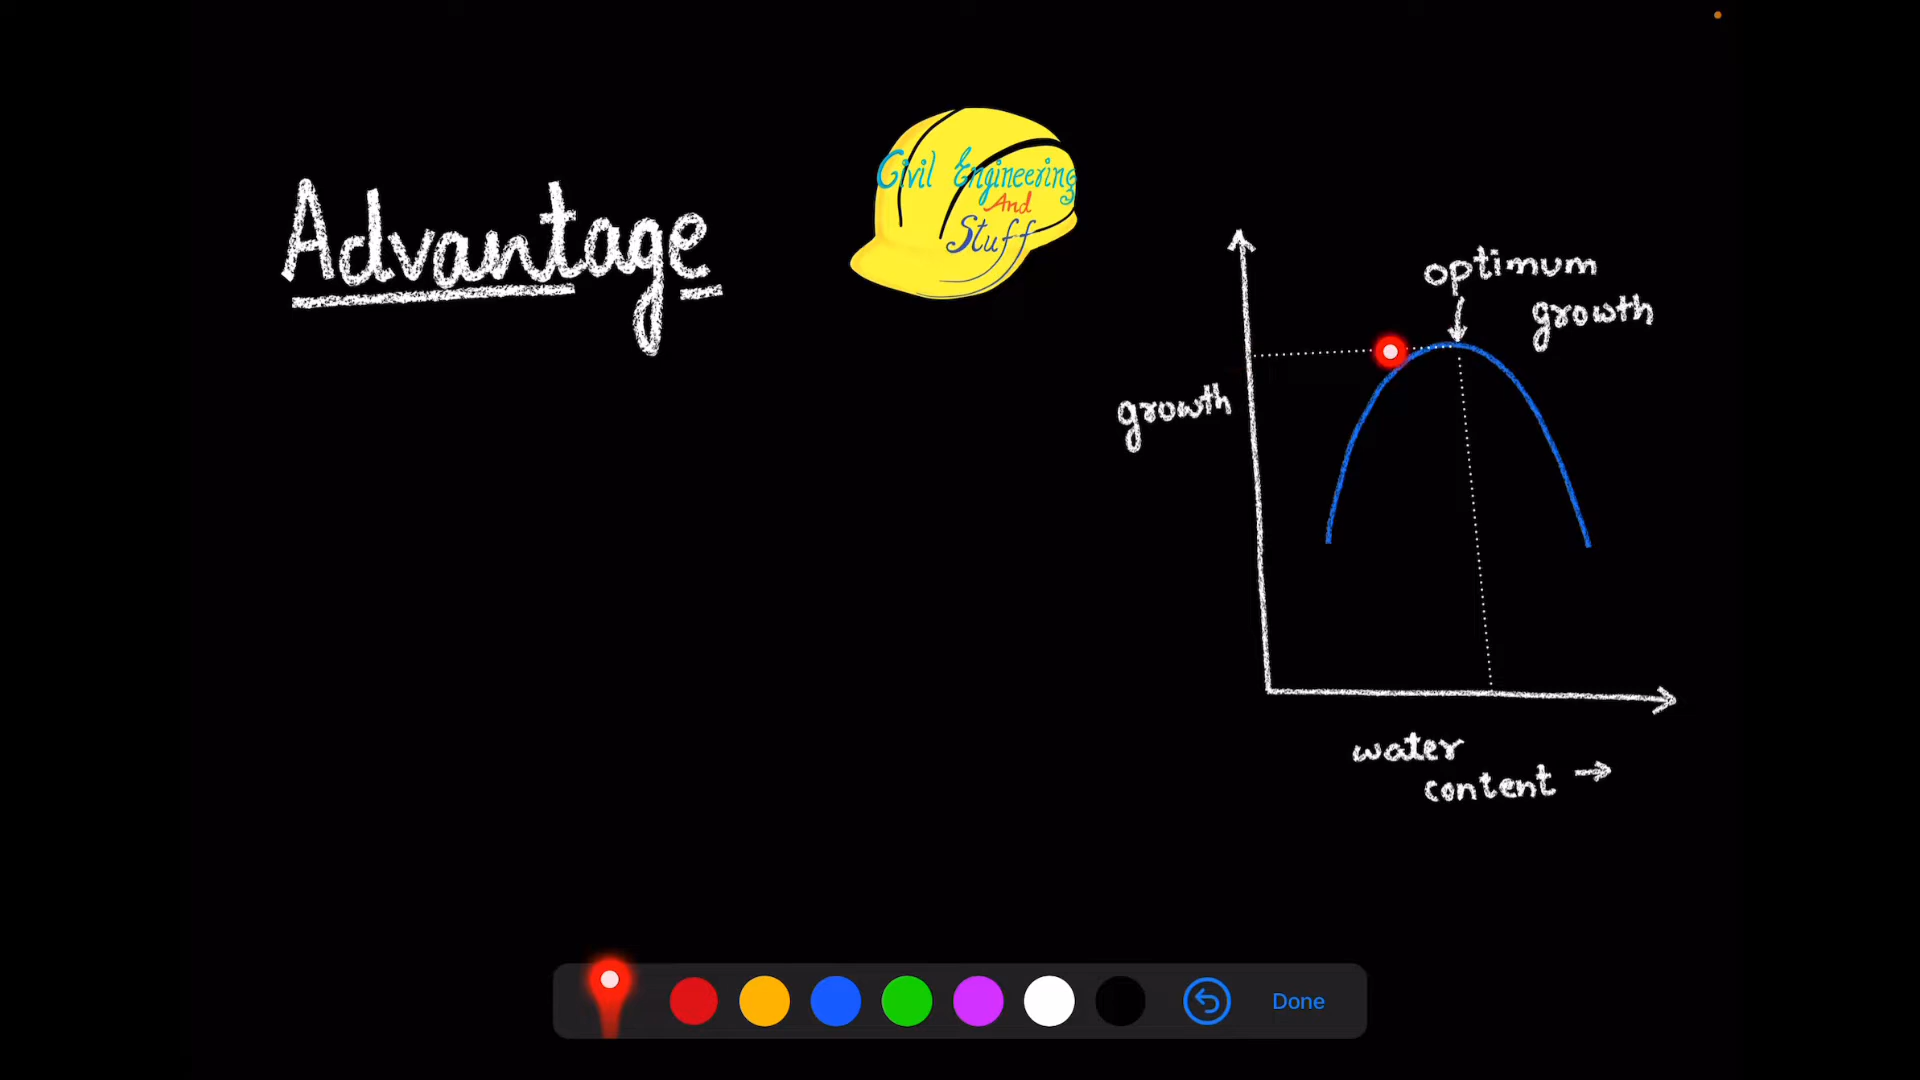 Advantage
Civil Engineering
And
Stuff
optimum
growth
growth
water
content →
Done